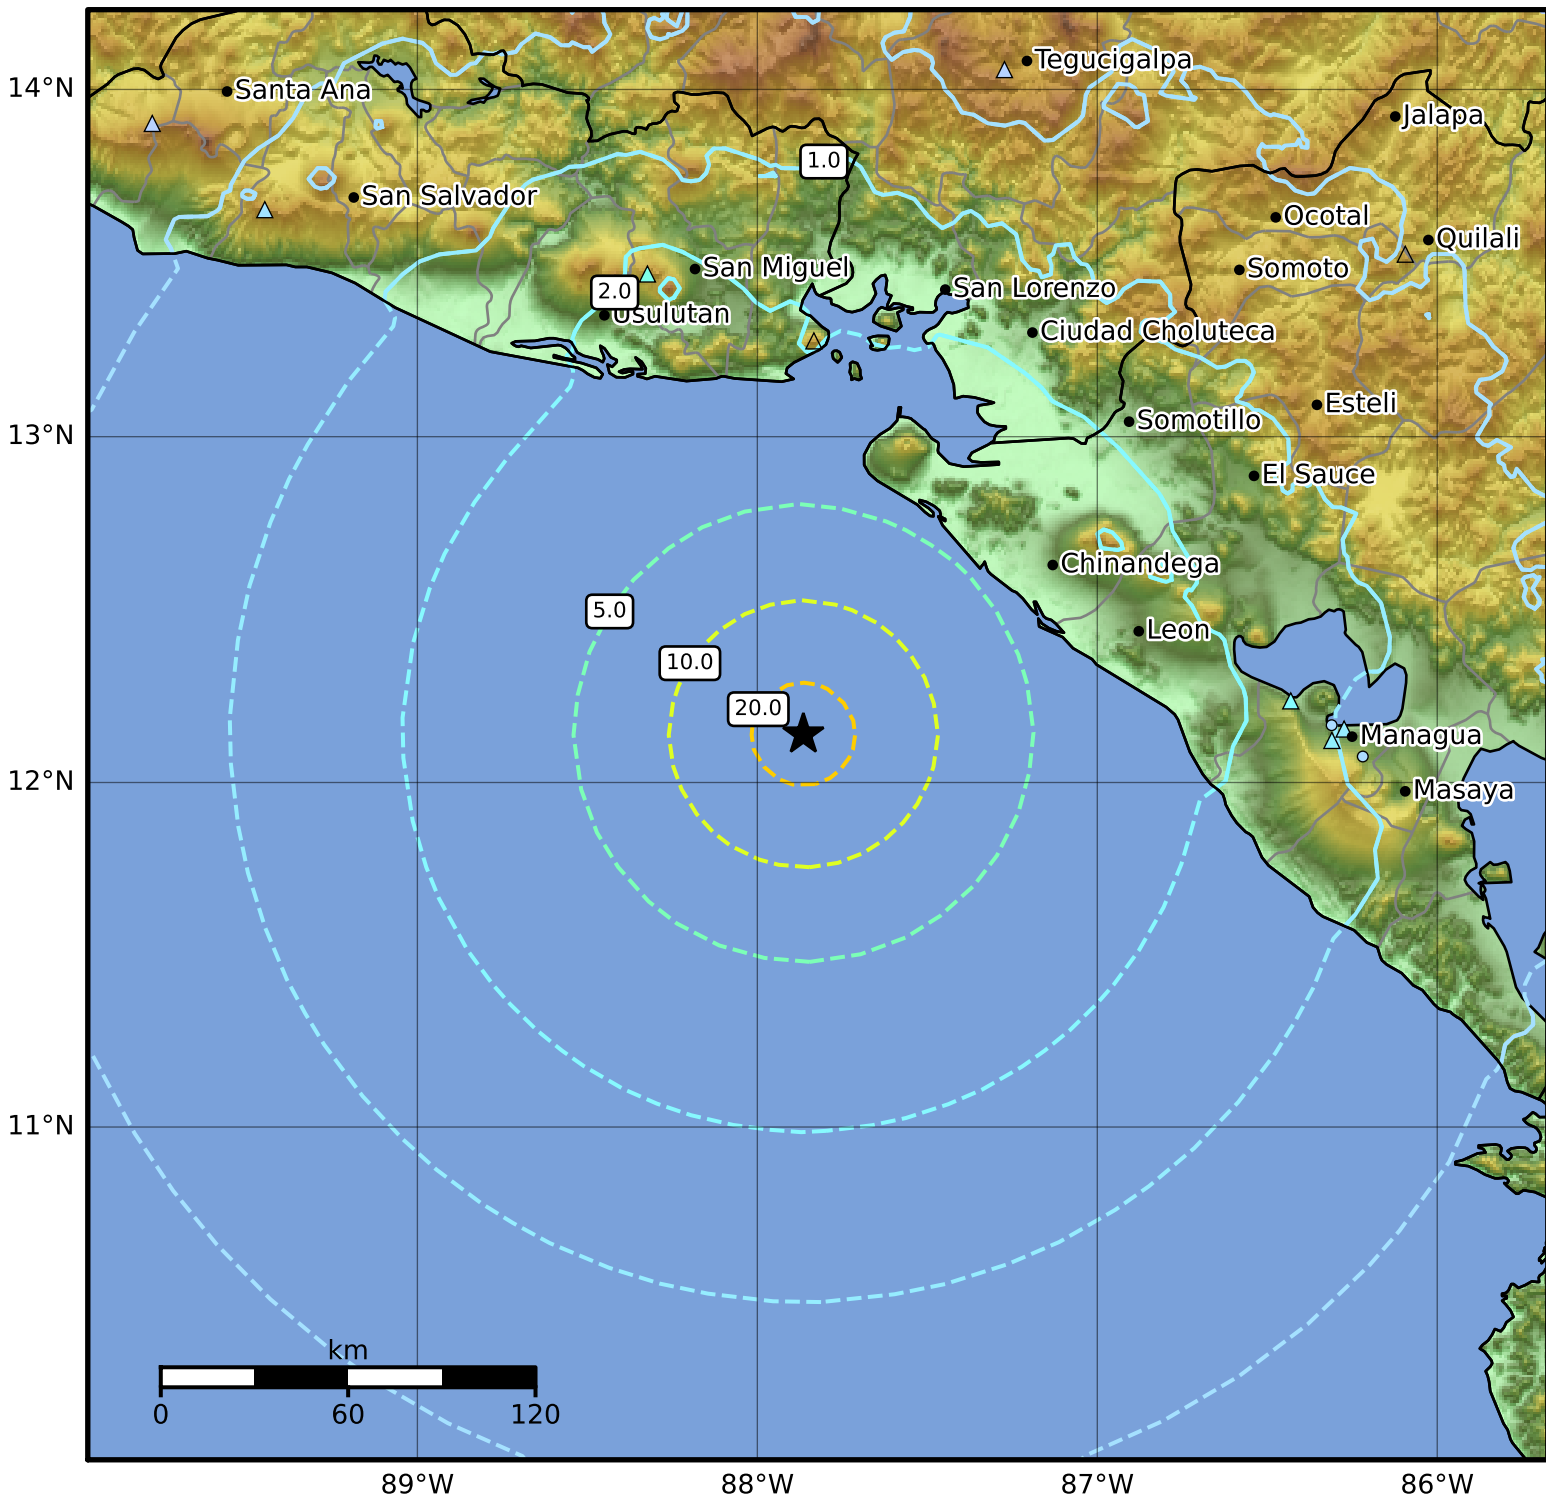 Tegucigalpa
14°N
Santa Ana
Jalapa
1.0
San Salvador
Ocotal
Quilali
San Miguel
Somoto
2.0
San Lorenzo
Usulutan
Ciudad Choluteca
Esteli
13°N
Somotillo
El Sauce
Chinandega
5.0
Leon
10.0
20.0
Managua
12°N
Masaya
11°N
km
0 60 120
89°W 88°W 87°W 86°W